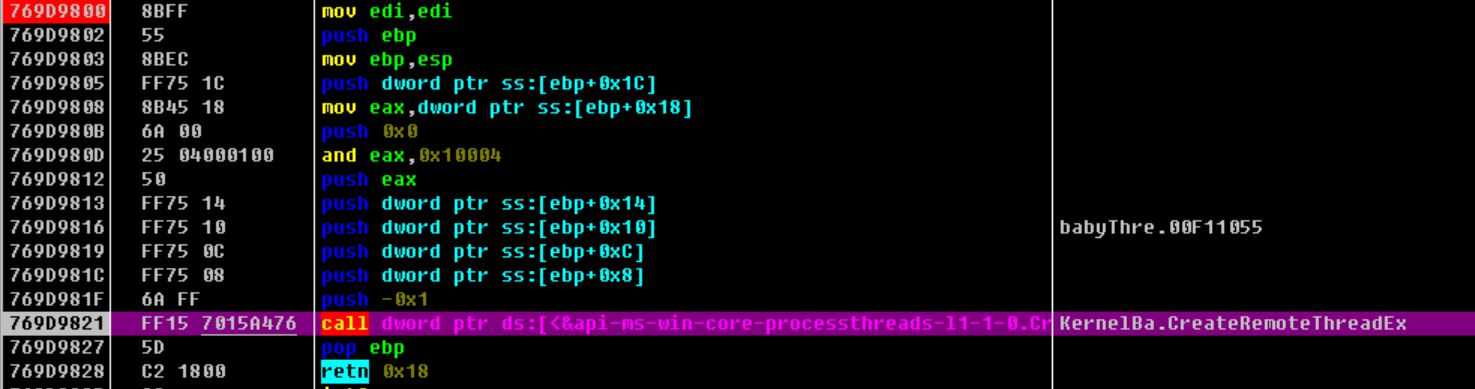 769D9800 8BFF mov edi,edi
769D9802 55 push ebp
769D9803 8BEC mov ebp,esp
769D9805 FF75 1C push dword ptr ss:[ebp+0x1C]
769D9808 8B45 18 mov eax,dword ptr ss:[ebp+0x18]
769D980B 6A 00 push 0x0
769D980D 25 04000100 and eax,0x10004
769D9812 50 push eax
769D9813 FF75 14 push dword ptr ss:[ebp+0x14]
769D9816 FF75 10 push dword ptr ss:[ebp+0x10] babyThre.00F11055
769D9819 FF75 0C push dword ptr ss:[ebp+0xC]
769D981C FF75 08 push dword ptr ss:[ebp+0x8]
769D981F 6A FF push -0x1
769D9821 FF15 7015A476 call dword ptr ds:[<&api-ms-win-core-processthreads-l1-1-0.Cr KernelBa.CreateRemoteThreadEx
769D9827 5D pop ebp
769D9828 C2 1800 retn 0x18